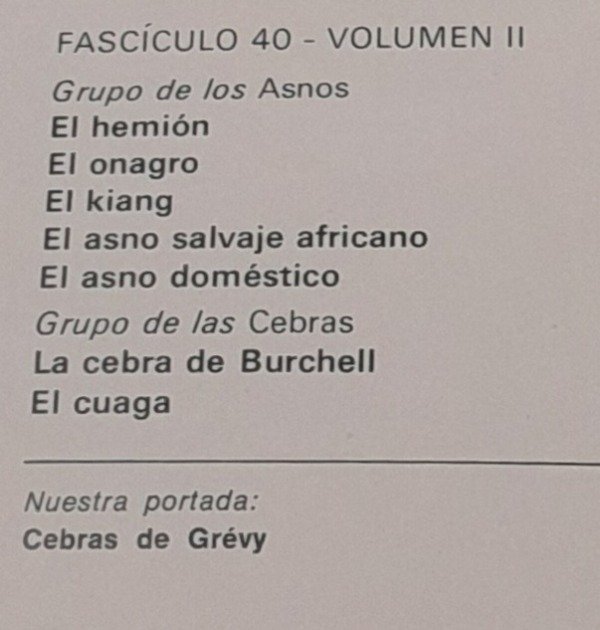 FASCÍCULO 40 - VOLUMEN II
Grupo de los Asnos
El hemión
El onagro
El kiang
El asno salvaje africano
El asno doméstico
Grupo de las Cebras
La cebra de Burchell
El cuaga
Nuestra portada:
Cebras de Grévy